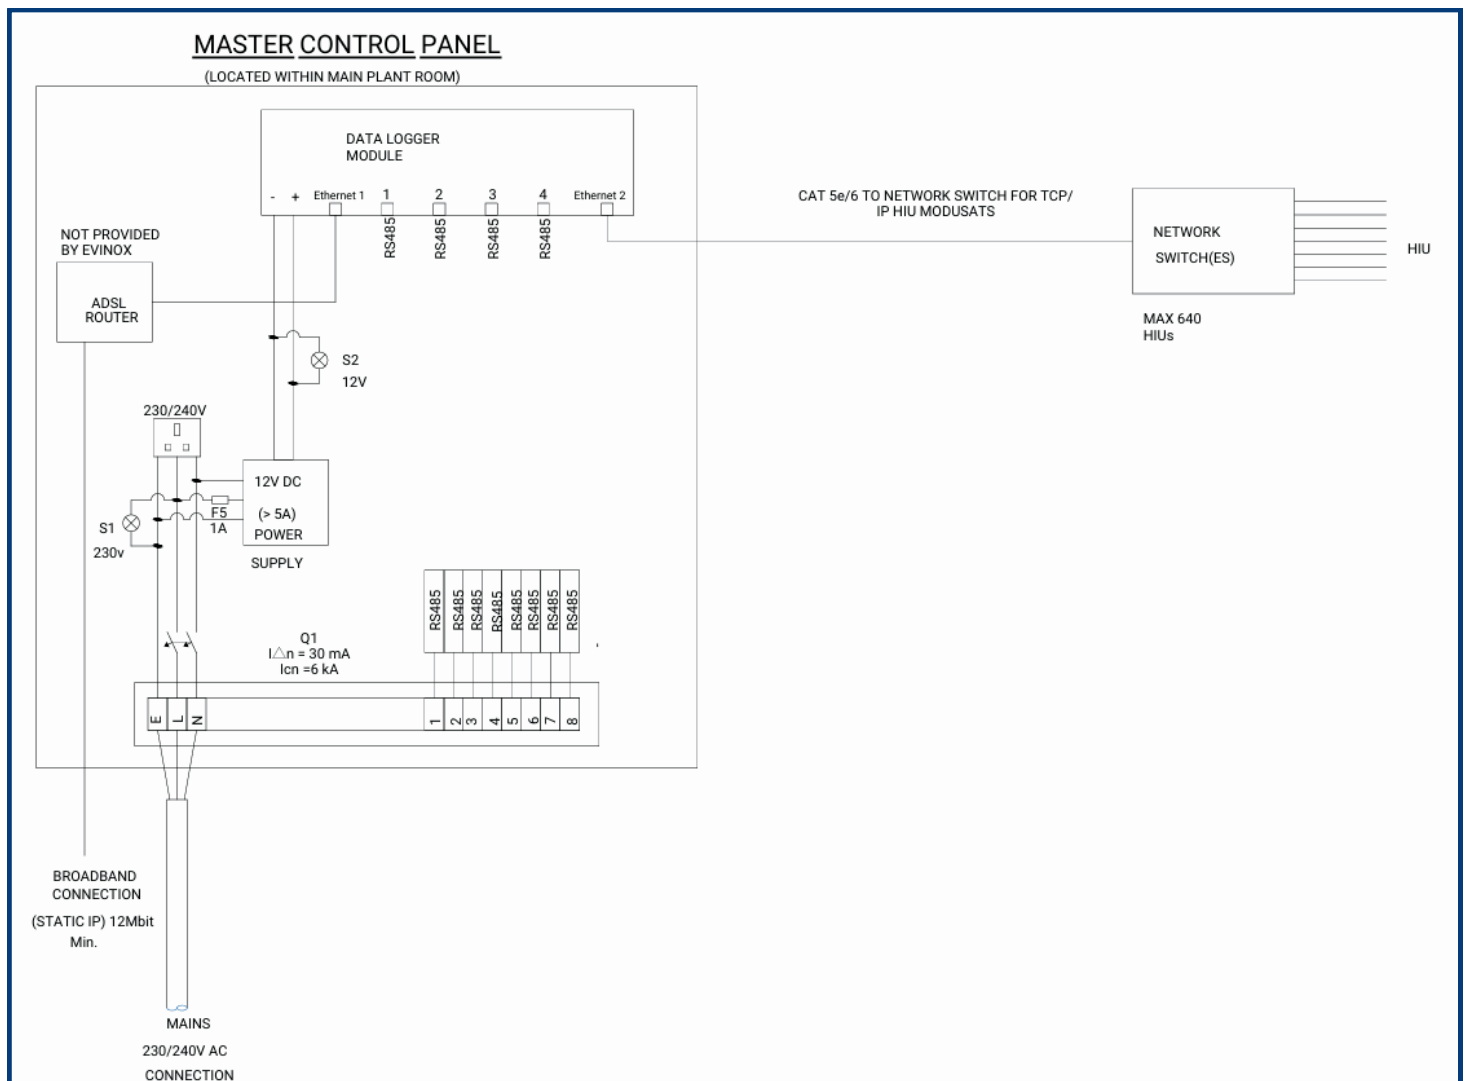 MASTER CONTROL PANEL
(LOCATED WITHIN MAIN PLANT ROOM)
DATA LOGGER
MODULE
- + Ethernet 1 1 2 3 4 Ethernet 2
RS485 RS485 RS485 RS485
CAT 5e/6 TO NETWORK SWITCH FOR TCP/
IP HIU MODUSATS
NETWORK
SWITCH(ES)
HIU
MAX 640
HIUs
NOT PROVIDED
BY EVINOX
ADSL
ROUTER
S2
12V
230/240V
12V DC
(> 5A)
POWER
SUPPLY
F5
1A
S1
230v
RS485 RS485 RS485 RS485 RS485 RS485 RS485 RS485
Q1
I△n = 30 mA
Icn =6 kA
E L N
1 2 3 4 5 6 7 8
BROADBAND
CONNECTION
(STATIC IP) 12Mbit
Min.
MAINS
230/240V AC
CONNECTION